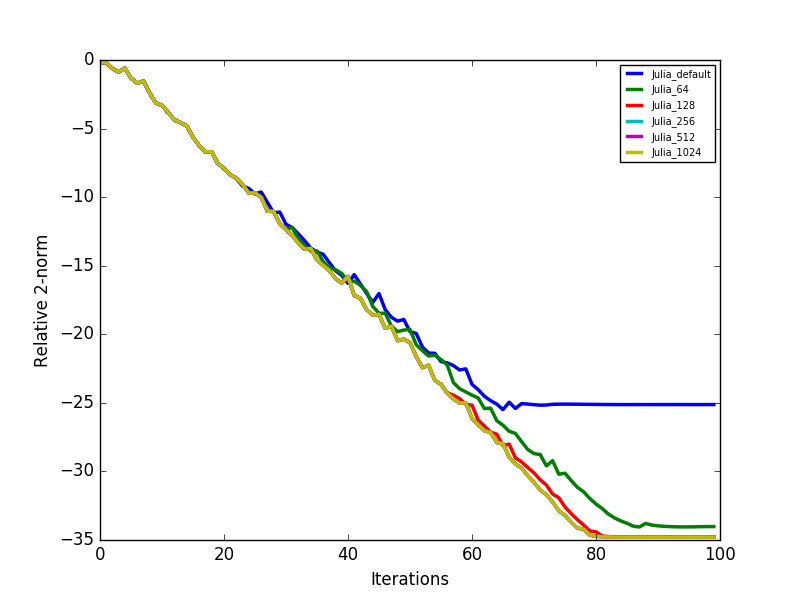 0
−5
−10
−15
−20
−25
−30
−35
Relative 2-norm
0
20
40
60
80
100
Iterations
Julia_default
Julia_64
Julia_128
Julia_256
Julia_512
Julia_1024